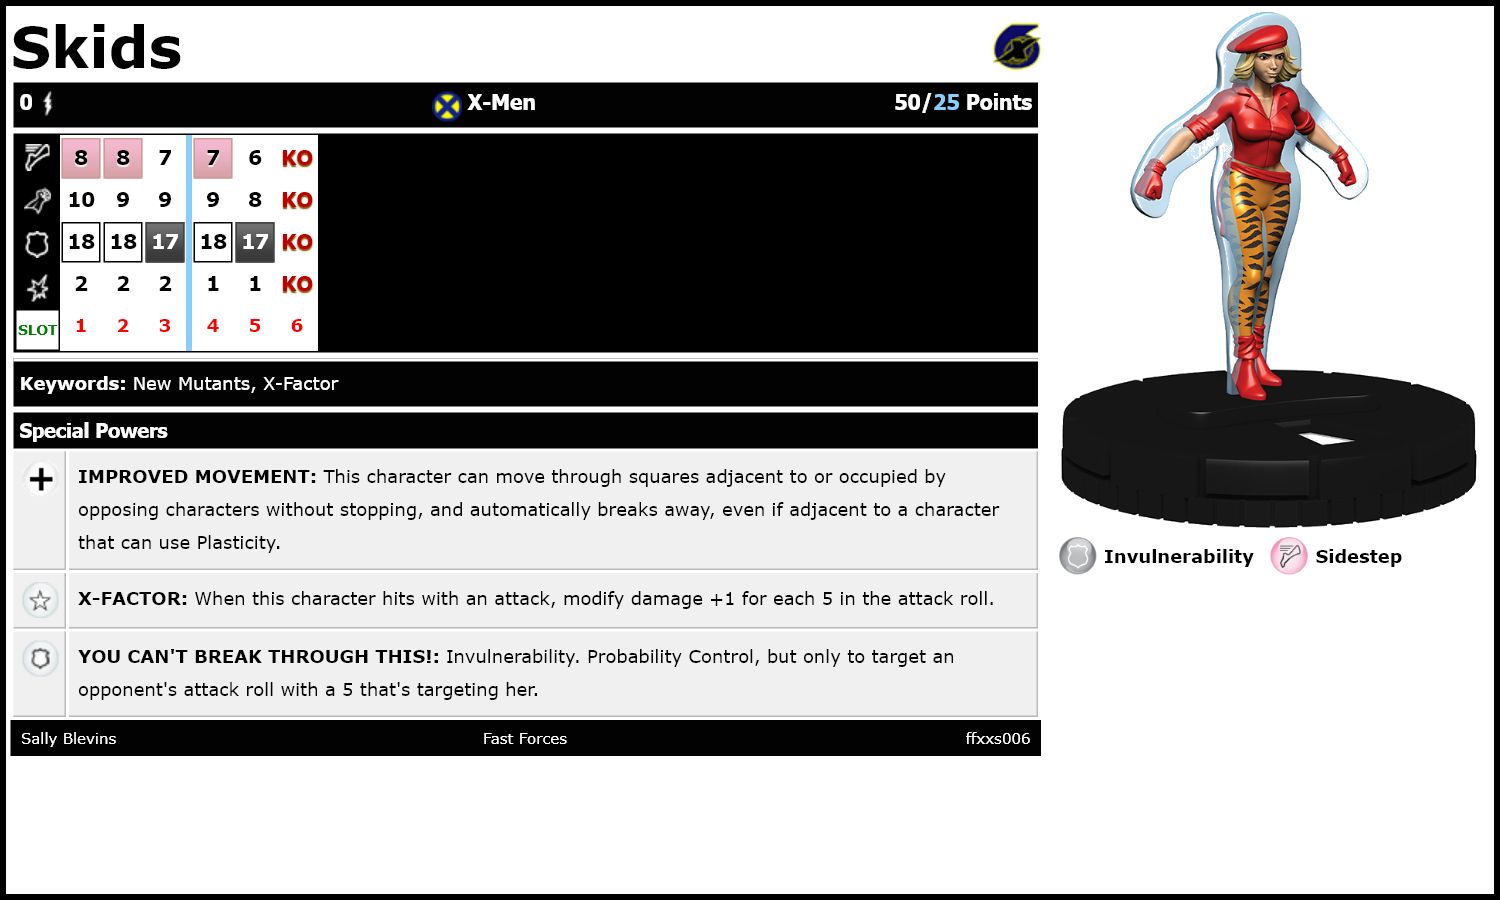 Skids
0 X-Men 50/25 Points
8 8 7 7 6 KO
10 9 9 9 8 KO
18 18 17 18 17 KO
2 2 2 1 1 KO
SLOT 1 2 3 4 5 6
Keywords: New Mutants, X-Factor
Special Powers
IMPROVED MOVEMENT: This character can move through squares adjacent to or occupied by
opposing characters without stopping, and automatically breaks away, even if adjacent to a character
that can use Plasticity.
X-FACTOR: When this character hits with an attack, modify damage +1 for each 5 in the attack roll.
YOU CAN'T BREAK THROUGH THIS!: Invulnerability. Probability Control, but only to target an
opponent's attack roll with a 5 that's targeting her.
Sally Blevins Fast Forces ffxxs006
Invulnerability Sidestep